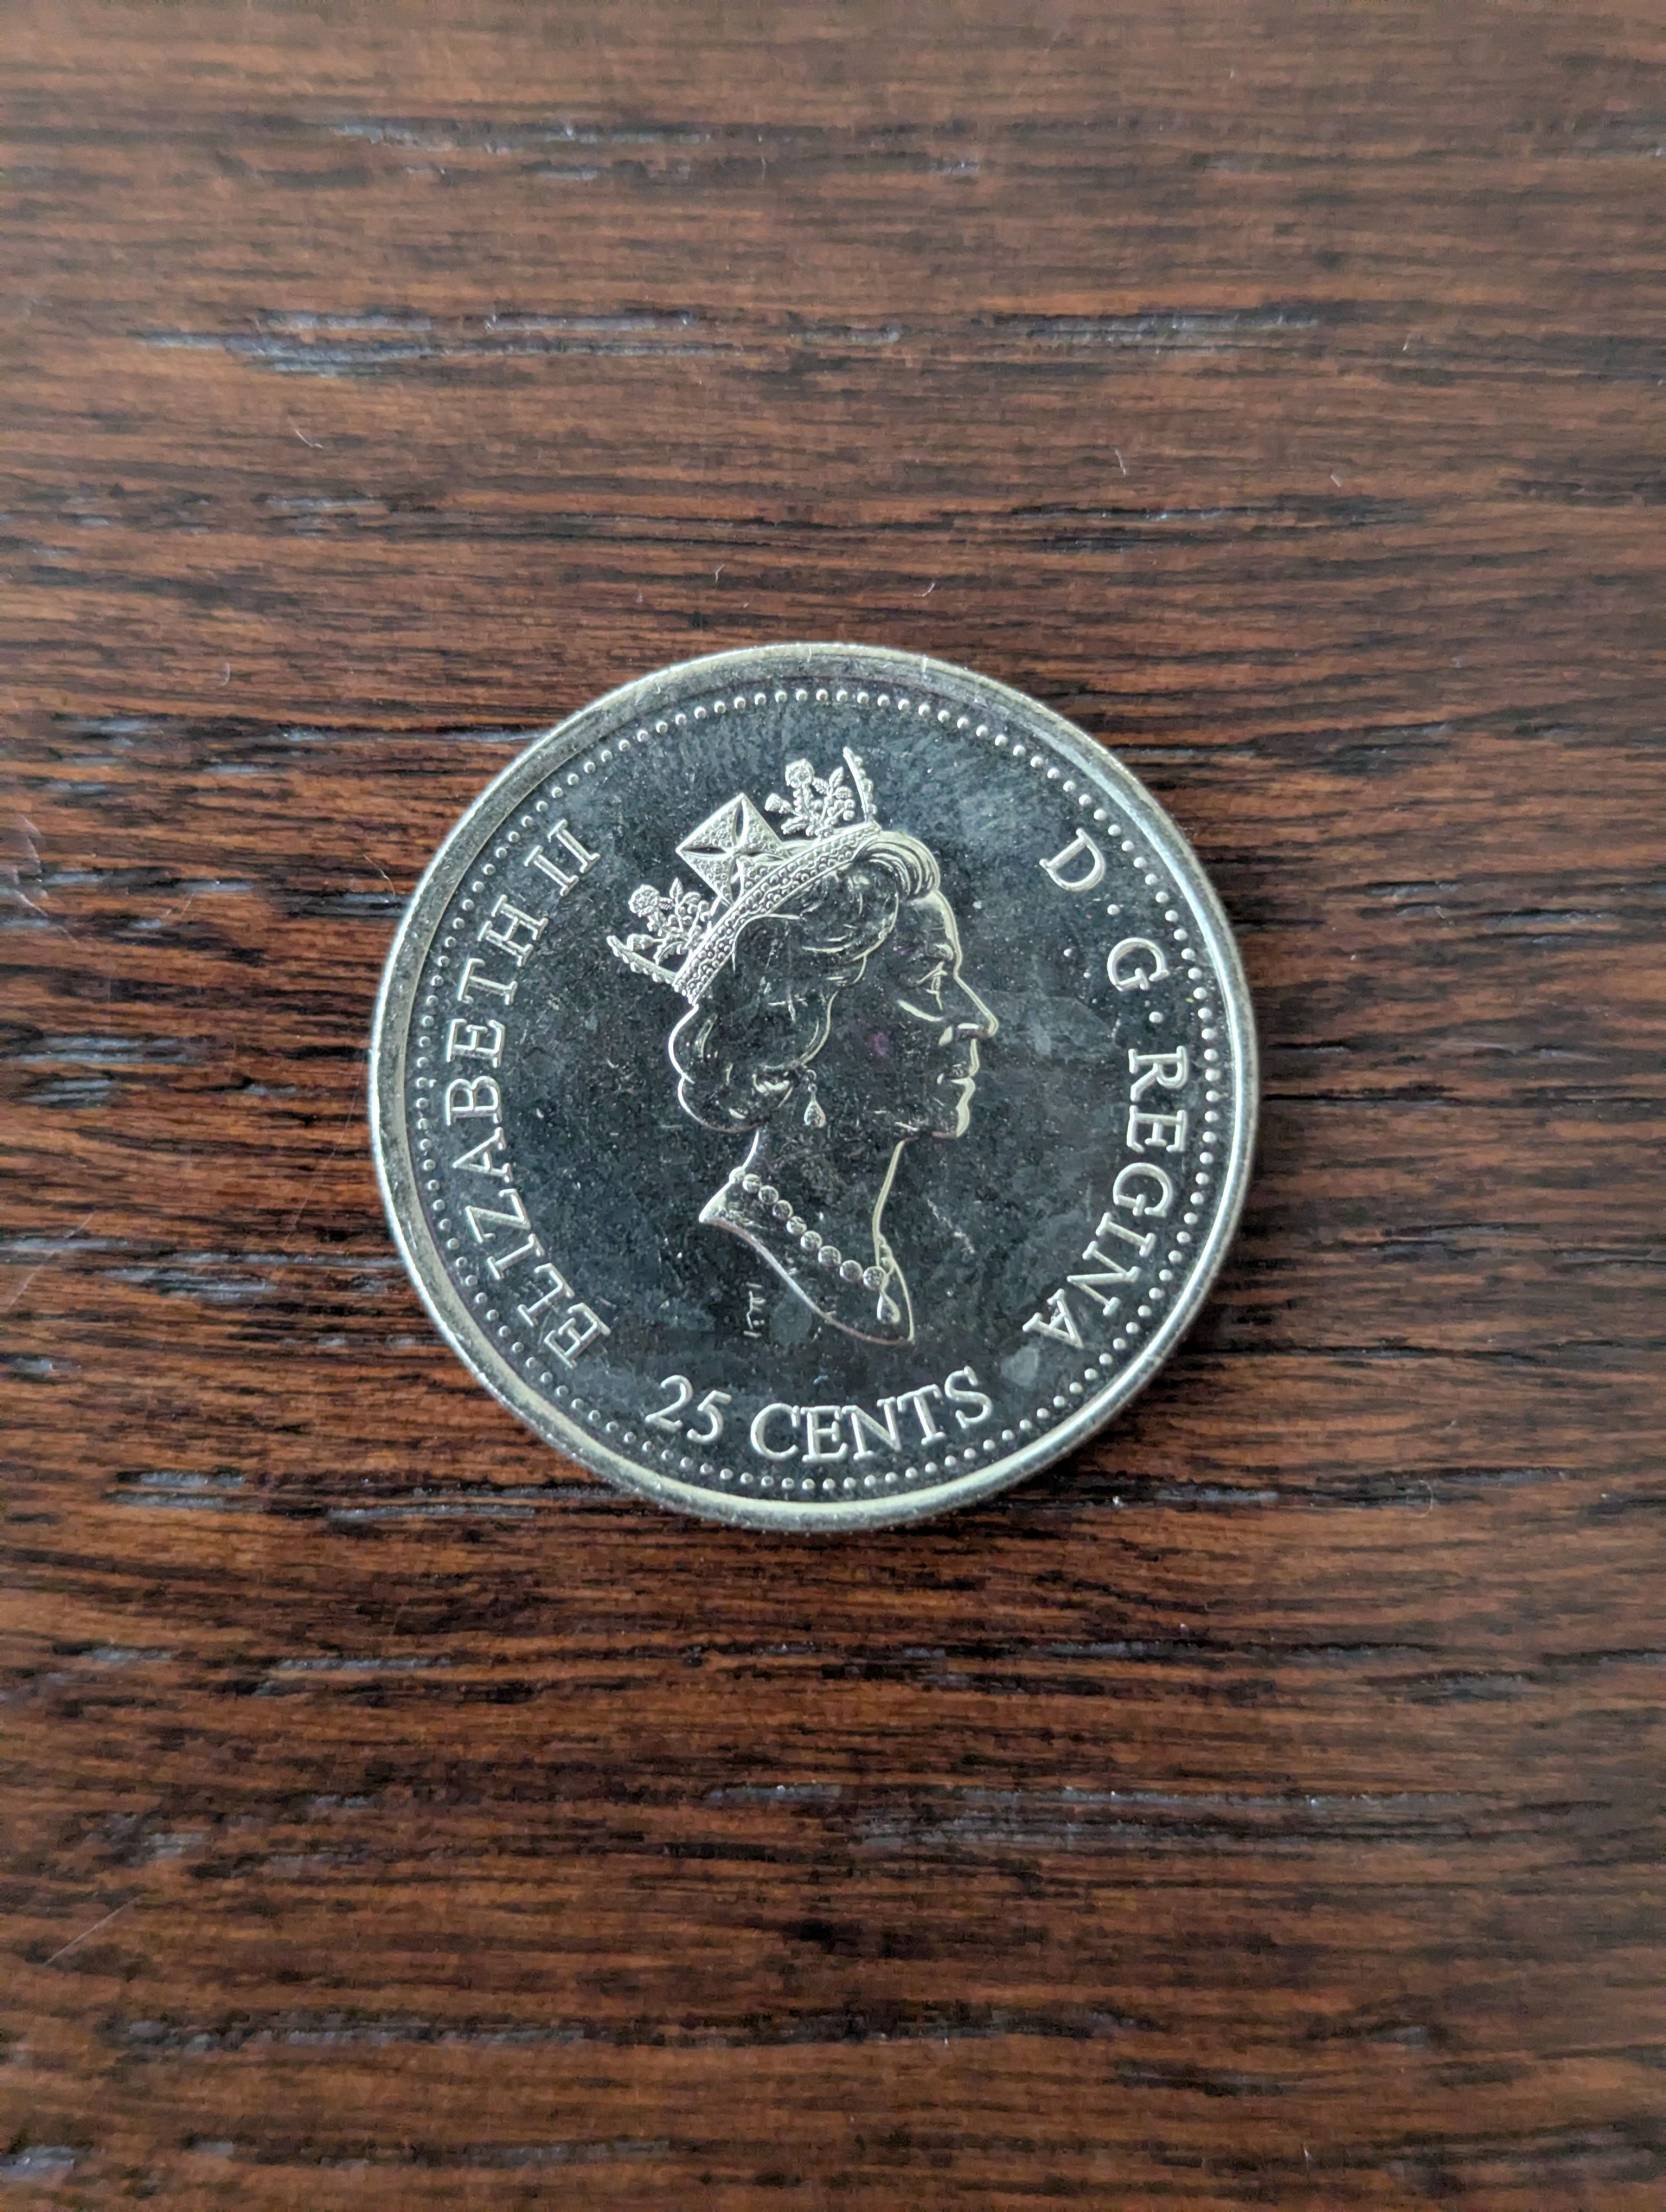 ELIZABETH II
D·G·REGINA
25 CENTS